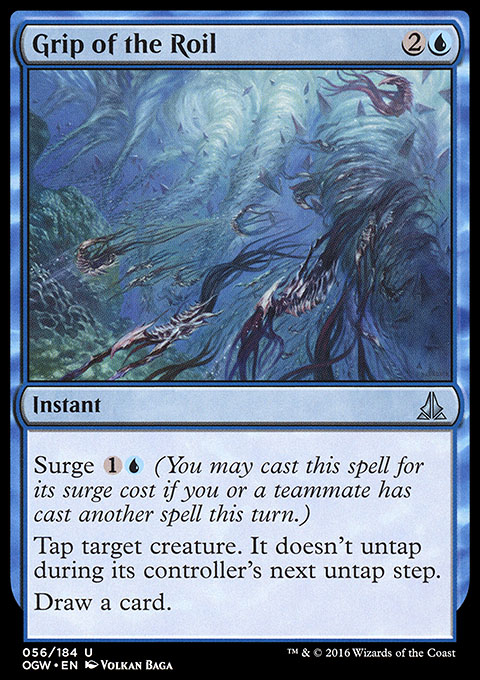 Grip of the Roil 2
Instant
Surge 1 (You may cast this spell for
its surge cost if you or a teammate has
cast another spell this turn.)
Tap target creature. It doesn't untap
during its controller's next untap step.
Draw a card.
056/184 U
OGW • EN Volkan Baga
™ & © 2016 Wizards of the Coast